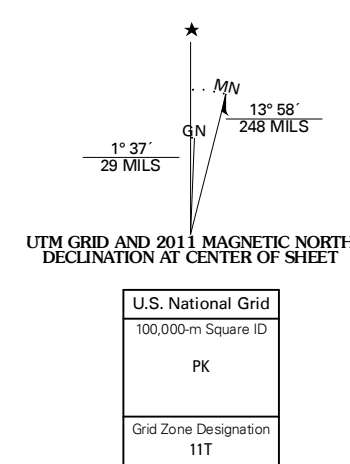 ★
MN
GN
13° 58´
248 MILS
1° 37´
29 MILS
UTM GRID AND 2011 MAGNETIC NORTH
DECLINATION AT CENTER OF SHEET
U.S. National Grid
100,000-m Square ID
PK
Grid Zone Designation
11T